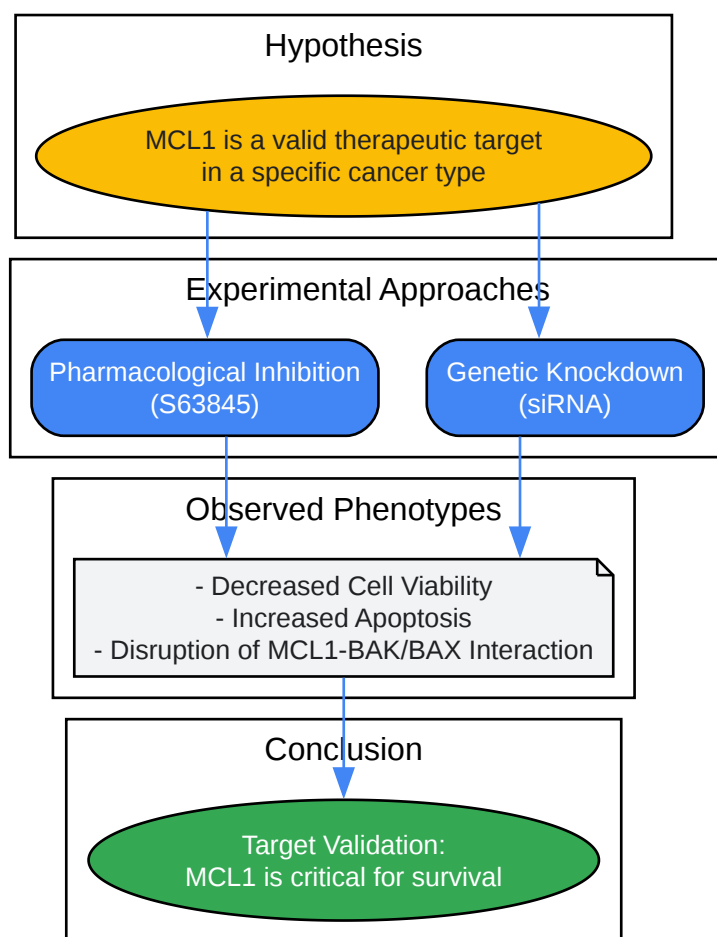 Hypothesis
MCL1 is a valid therapeutic target
in a specific cancer type
Experimental Approaches
Pharmacological Inhibition
(S63845)
Genetic Knockdown
(siRNA)
Observed Phenotypes
- Decreased Cell Viability
- Increased Apoptosis
- Disruption of MCL1-BAK/BAX Interaction
Conclusion
Target Validation:
MCL1 is critical for survival